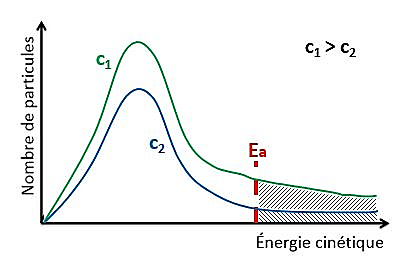 Nombre de particules
c₁
c₁ > c₂
c₂
Ea
Énergie cinétique